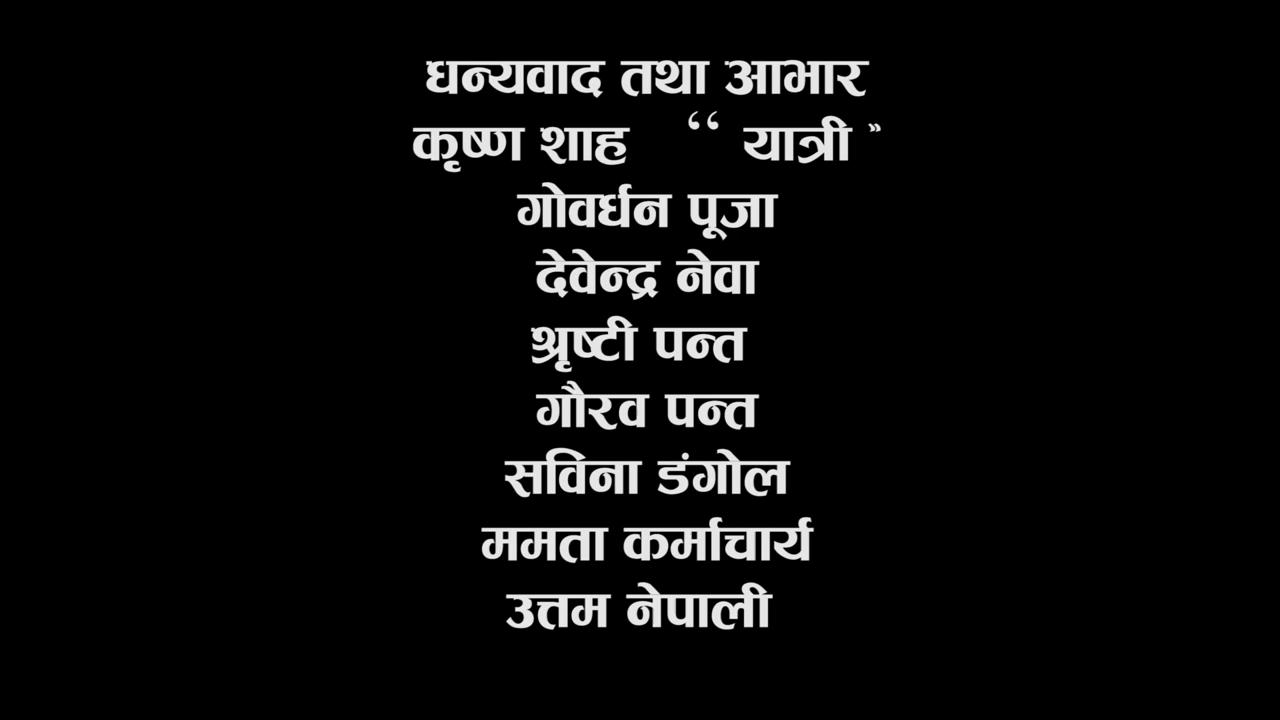 धन्यवाद तथा आभार
कृष्ण शाह “ यात्री ”
गोवर्धन पूजा
देवेन्द्र नेवा
श्रृष्टी पन्त
गौरव पन्त
सविना डंगोल
ममता कर्माचार्य
उत्तम नेपाली